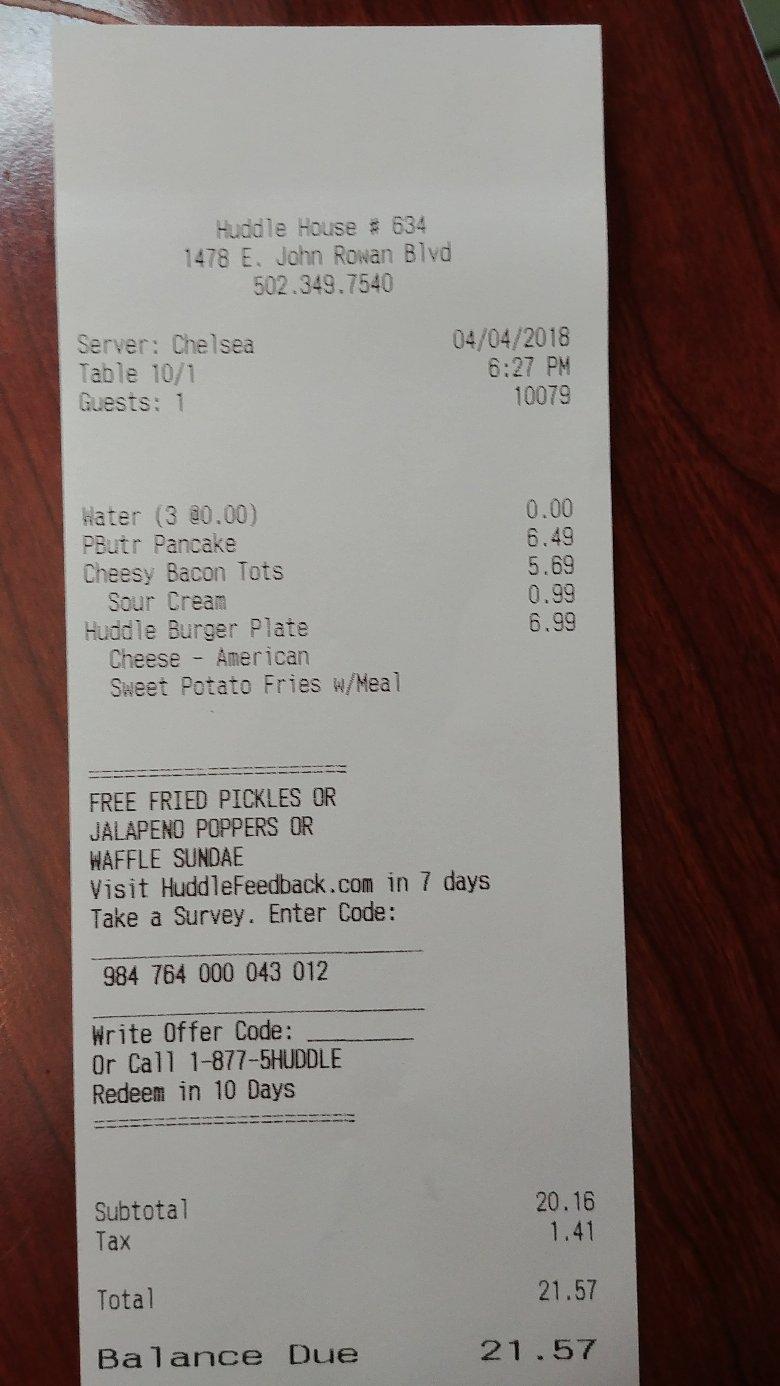 Huddle House # 634
1478 E. John Rowan Blvd
502.349.7540
Server: Chelsea 04/04/2018
Table 10/1 6:27 PM
Guests: 1 10079
Water (3 @0.00) 0.00
PButr Pancake 6.49
Cheesy Bacon Tots 5.69
Sour Cream 0.99
Huddle Burger Plate 6.99
Cheese - American
Sweet Potato Fries w/Meal
======================
FREE FRIED PICKLES OR
JALAPENO POPPERS OR
WAFFLE SUNDAE
Visit HuddleFeedback.com in 7 days
Take a Survey. Enter Code:
984 764 000 043 012
Write Offer Code: _________
Or Call 1-877-5HUDDLE
Redeem in 10 Days
======================
Subtotal 20.16
Tax 1.41
Total 21.57
Balance Due 21.57